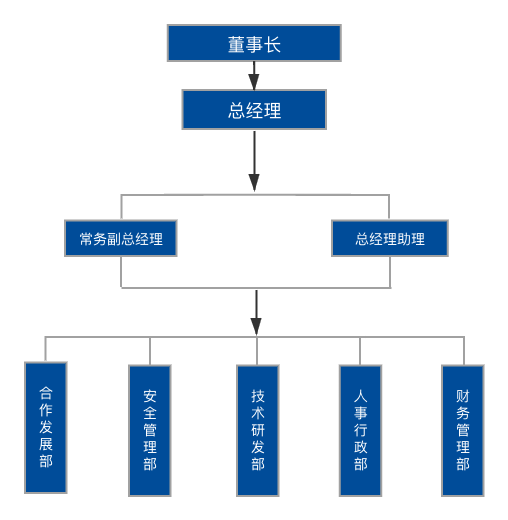 董事长
总经理
常务副总经理
总经理助理
合作发展部
安全管理部
技术研发部
人事行政部
财务管理部